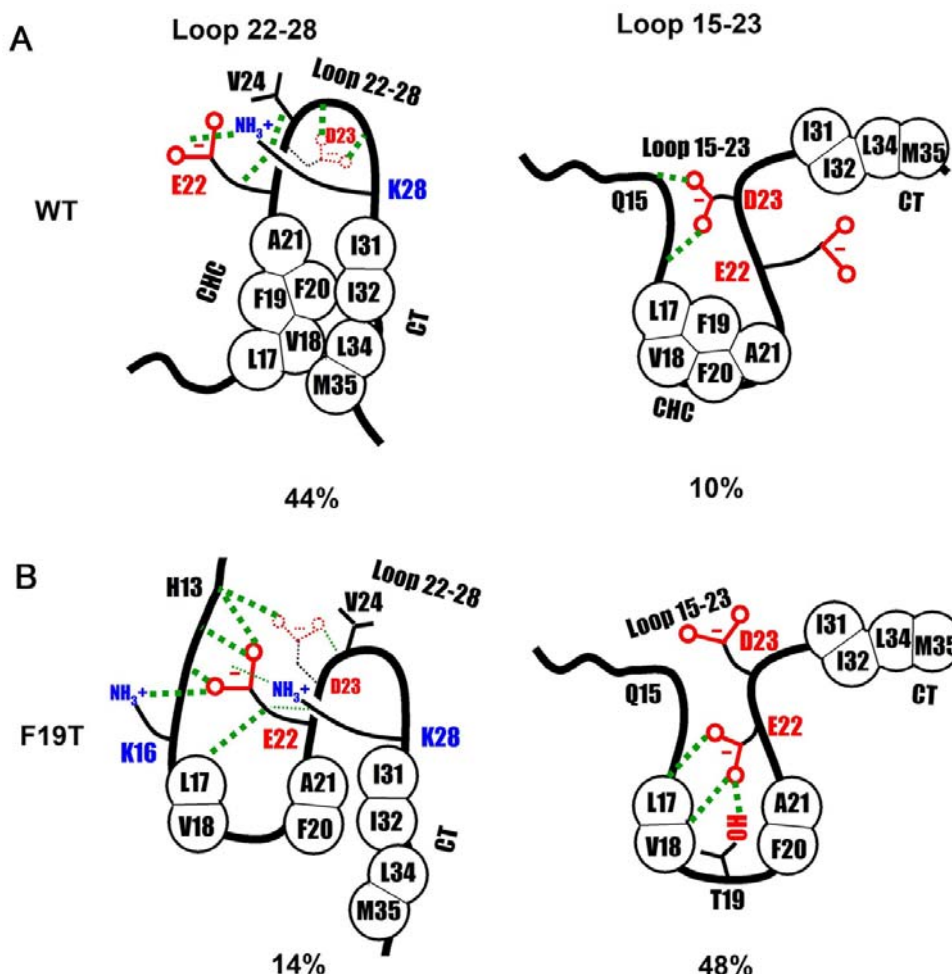 A
Loop 22-28
Loop 15-23
WT
V24
Loop 22-28
NH3+
D23
E22
K28
A21
I31
CHC
F19
F20
I32
CT
L17
V18
L34
M35
44%
Loop 15-23
Q15
D23
E22
I31
I32
L34
M35
CT
L17
F19
V18
F20
A21
CHC
10%
B
F19T
H13
Loop 22-28
V24
NH3+
NH3+
D23
K16
E22
K28
L17
V18
A21
F20
I31
I32
CT
L34
M35
14%
Loop 15-23
D23
Q15
E22
I31
I32
L34
M35
CT
L17
V18
HO
A21
F20
T19
48%